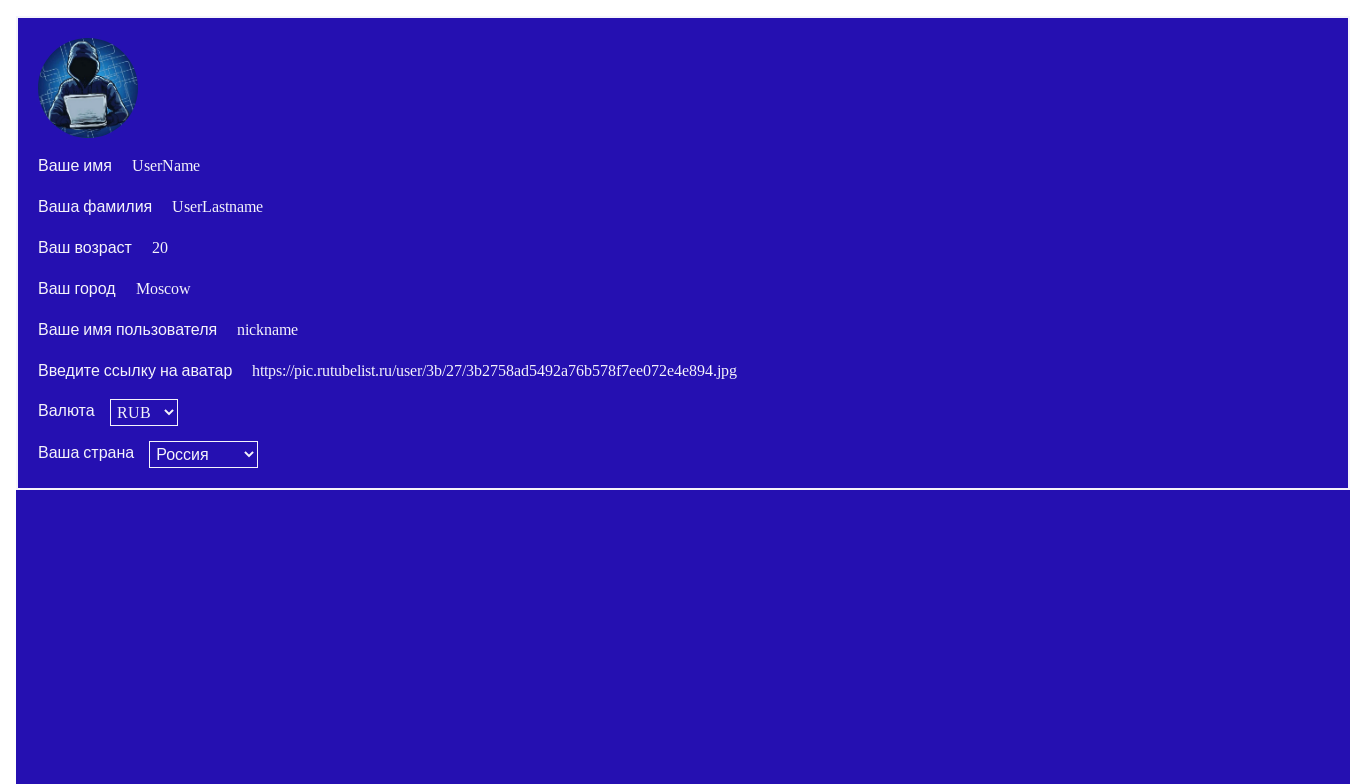 Ваше имя UserName
Ваша фамилия UserLastname
Ваш возраст 20
Ваш город Moscow
Ваше имя пользователя nickname
Введите ссылку на аватар https://pic.rutubelist.ru/user/3b/27/3b2758ad5492a76b578f7ee072e4e894.jpg
Валюта RUB
Ваша страна Россия